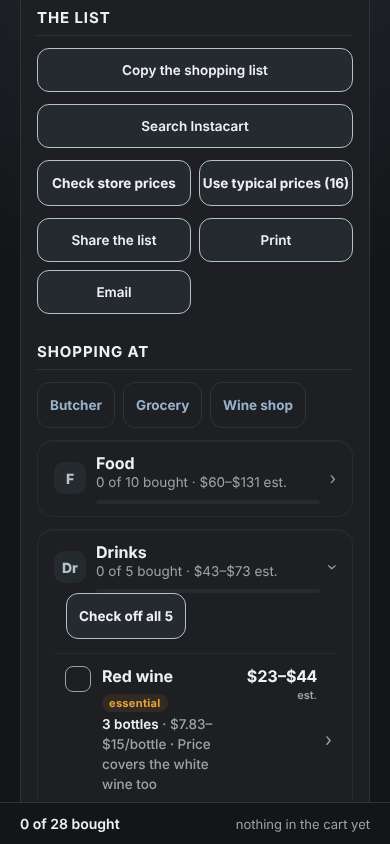 THE LIST
Copy the shopping list
Search Instacart
Check store prices
Use typical prices (16)
Share the list
Print
Email
SHOPPING AT
Butcher
Grocery
Wine shop
F
Food
0 of 10 bought · $60–$131 est.
Dr
Drinks
0 of 5 bought · $43–$73 est.
Check off all 5
Red wine
$23–$44
essential
est.
3 bottles · $7.83–
$15/bottle · Price
covers the white
wine too
0 of 28 bought
nothing in the cart yet